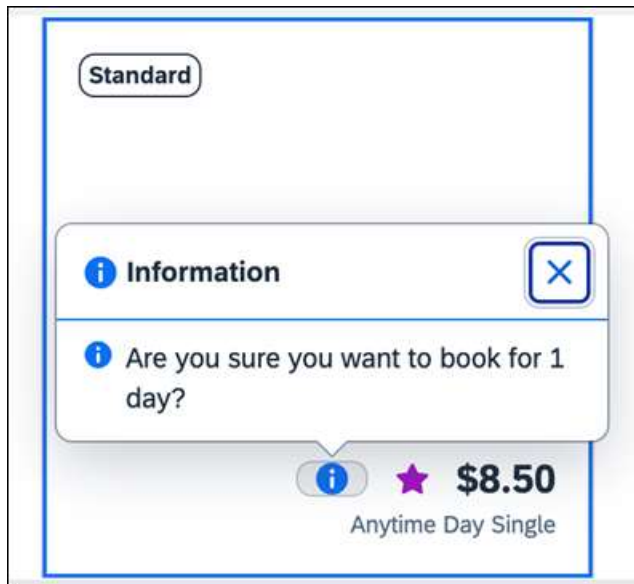 Standard
Information
Are you sure you want to book for 1
day?
$8.50
Anytime Day Single